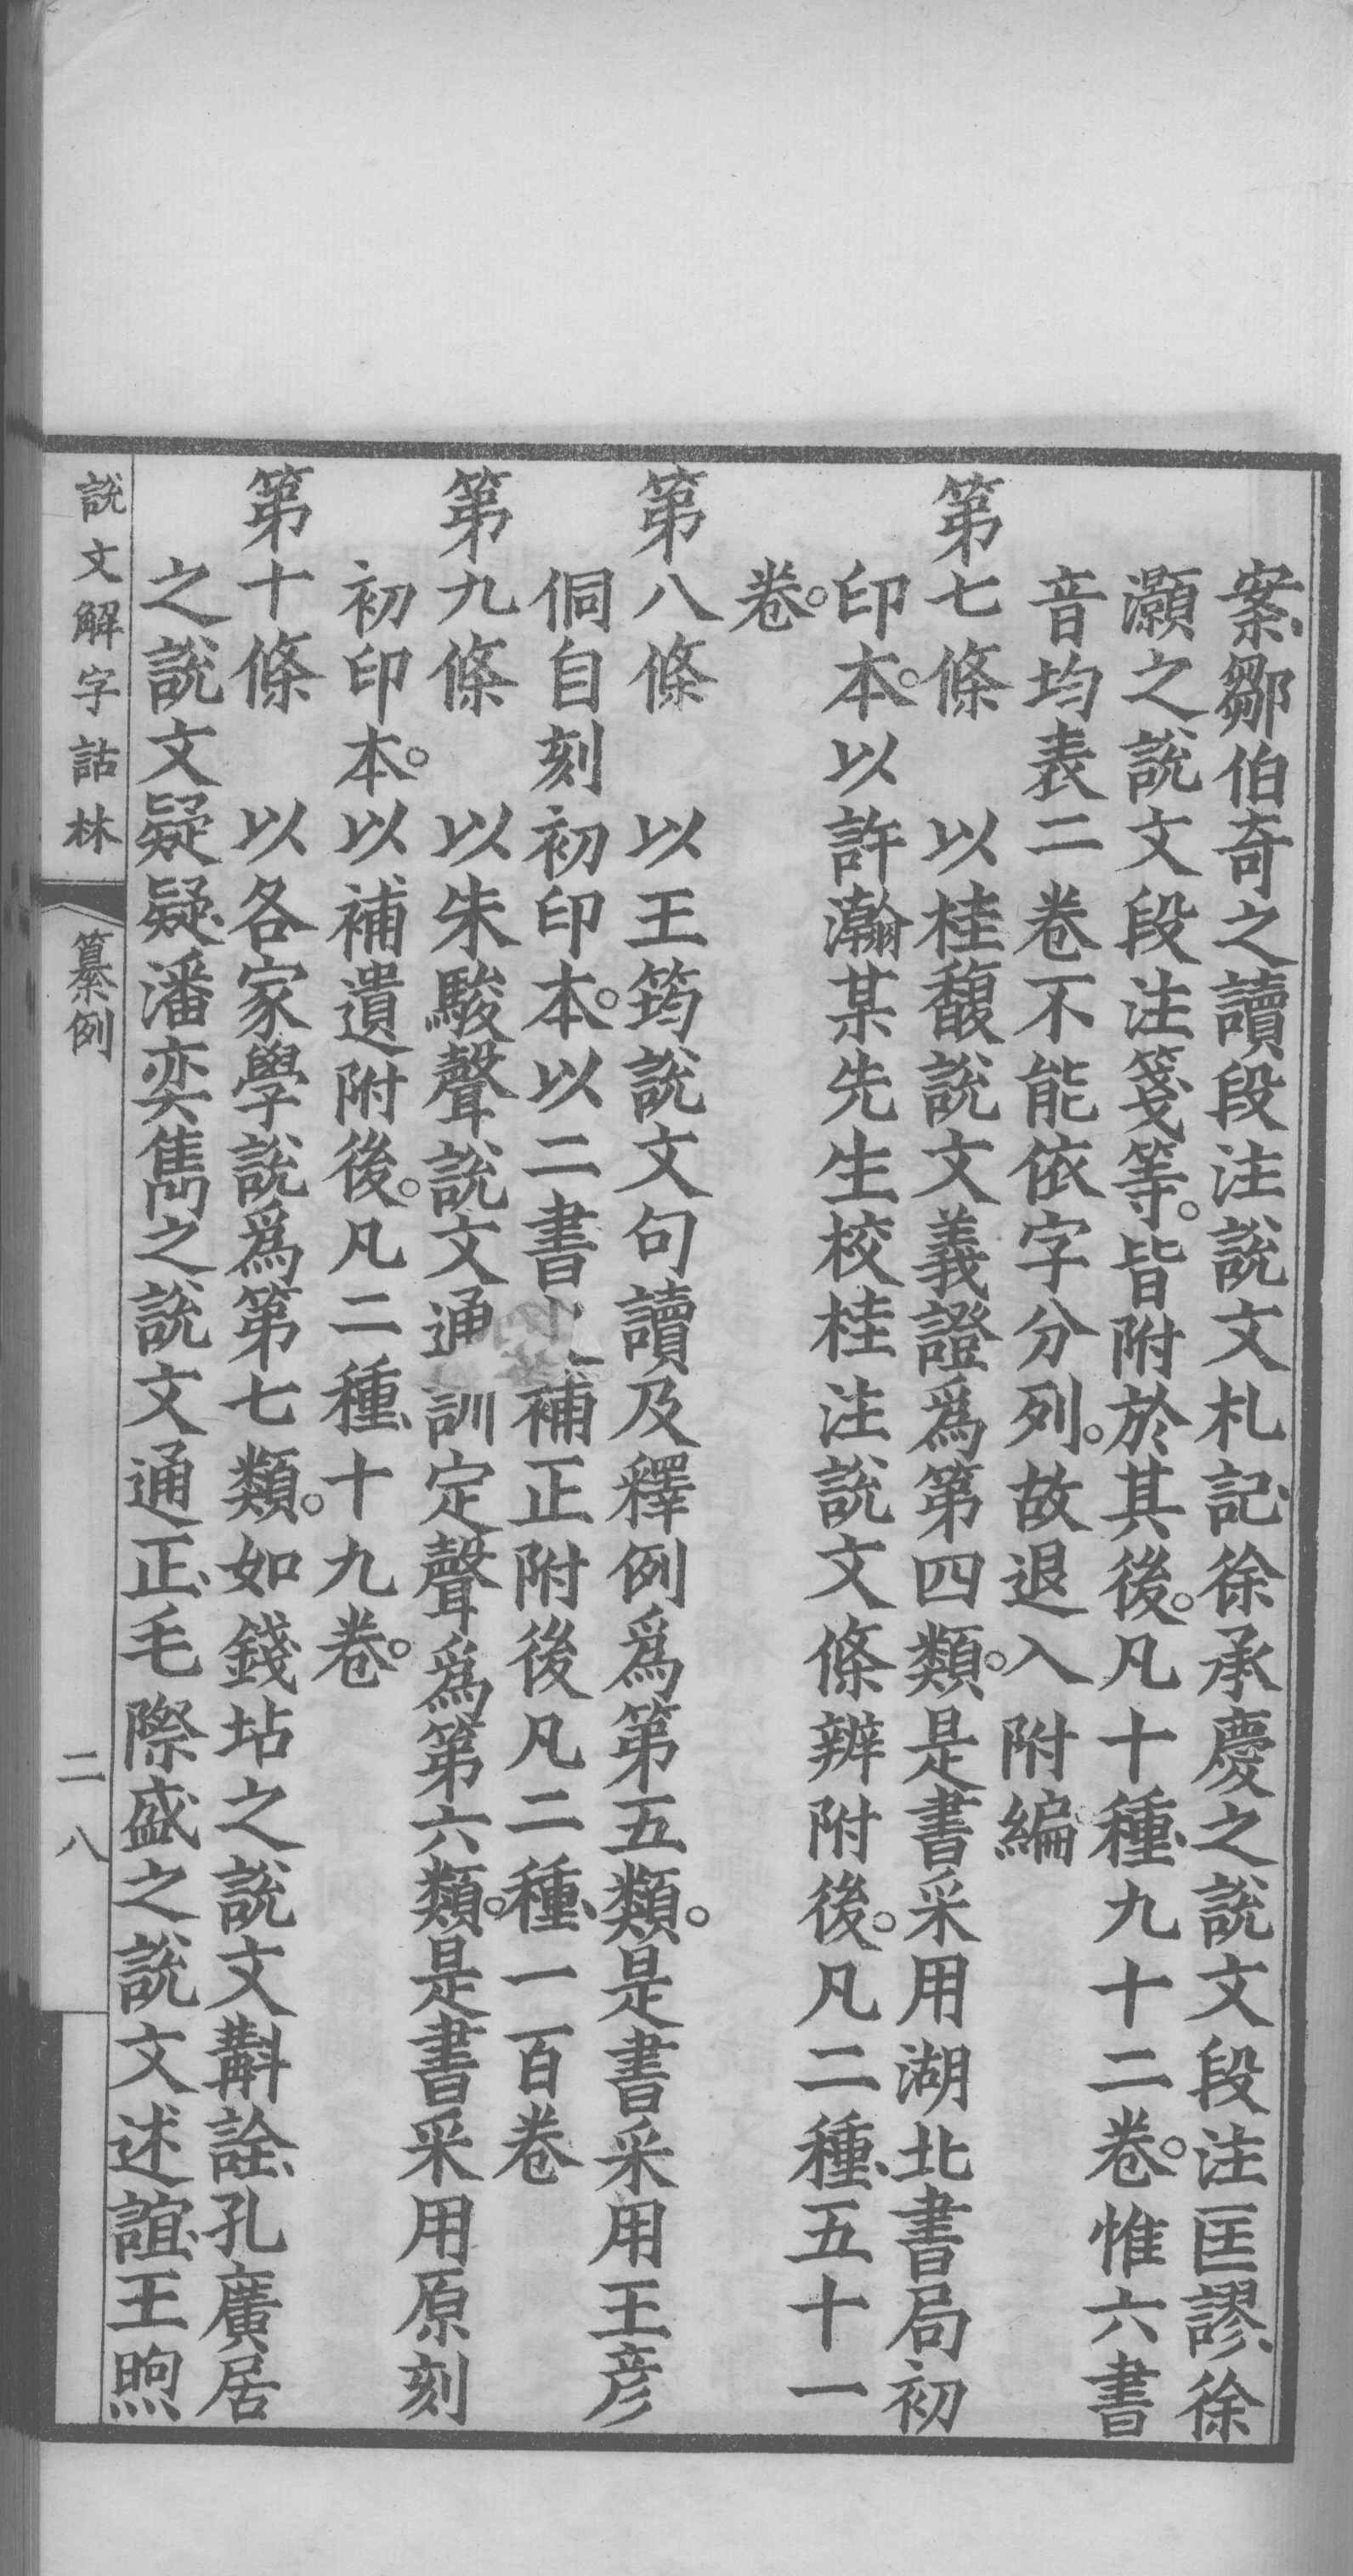 案、鄒伯奇之讀段注說文札記、徐承慶之說文段注匡謬、徐
灝之說文段注箋等。皆附於其後。凡十種、九十二卷。惟六書
音均表二卷不能依字分列。故退入附編
第七條　以桂馥說文義證爲第四類。是書采用湖北書局初
印本。以許瀚某先生校桂注說文條辨附後。凡二種、五十一
卷。
第八條　以王筠說文句讀及釋例爲第五類。是書采用王彦
侗自刻初印本。以二書補正附後凡二種、一百卷
第九條　以朱駿聲說文通訓定聲爲第六類。是書采用原刻
初印本。以補遺附後。凡二種、十九卷。
第十條　以各家學說爲第七類。如錢坫之說文斠詮、孔廣居
之說文疑疑、潘奕雋之說文通正、毛際盛之說文述誼、王煦
說文解字詁林
纂例
二八